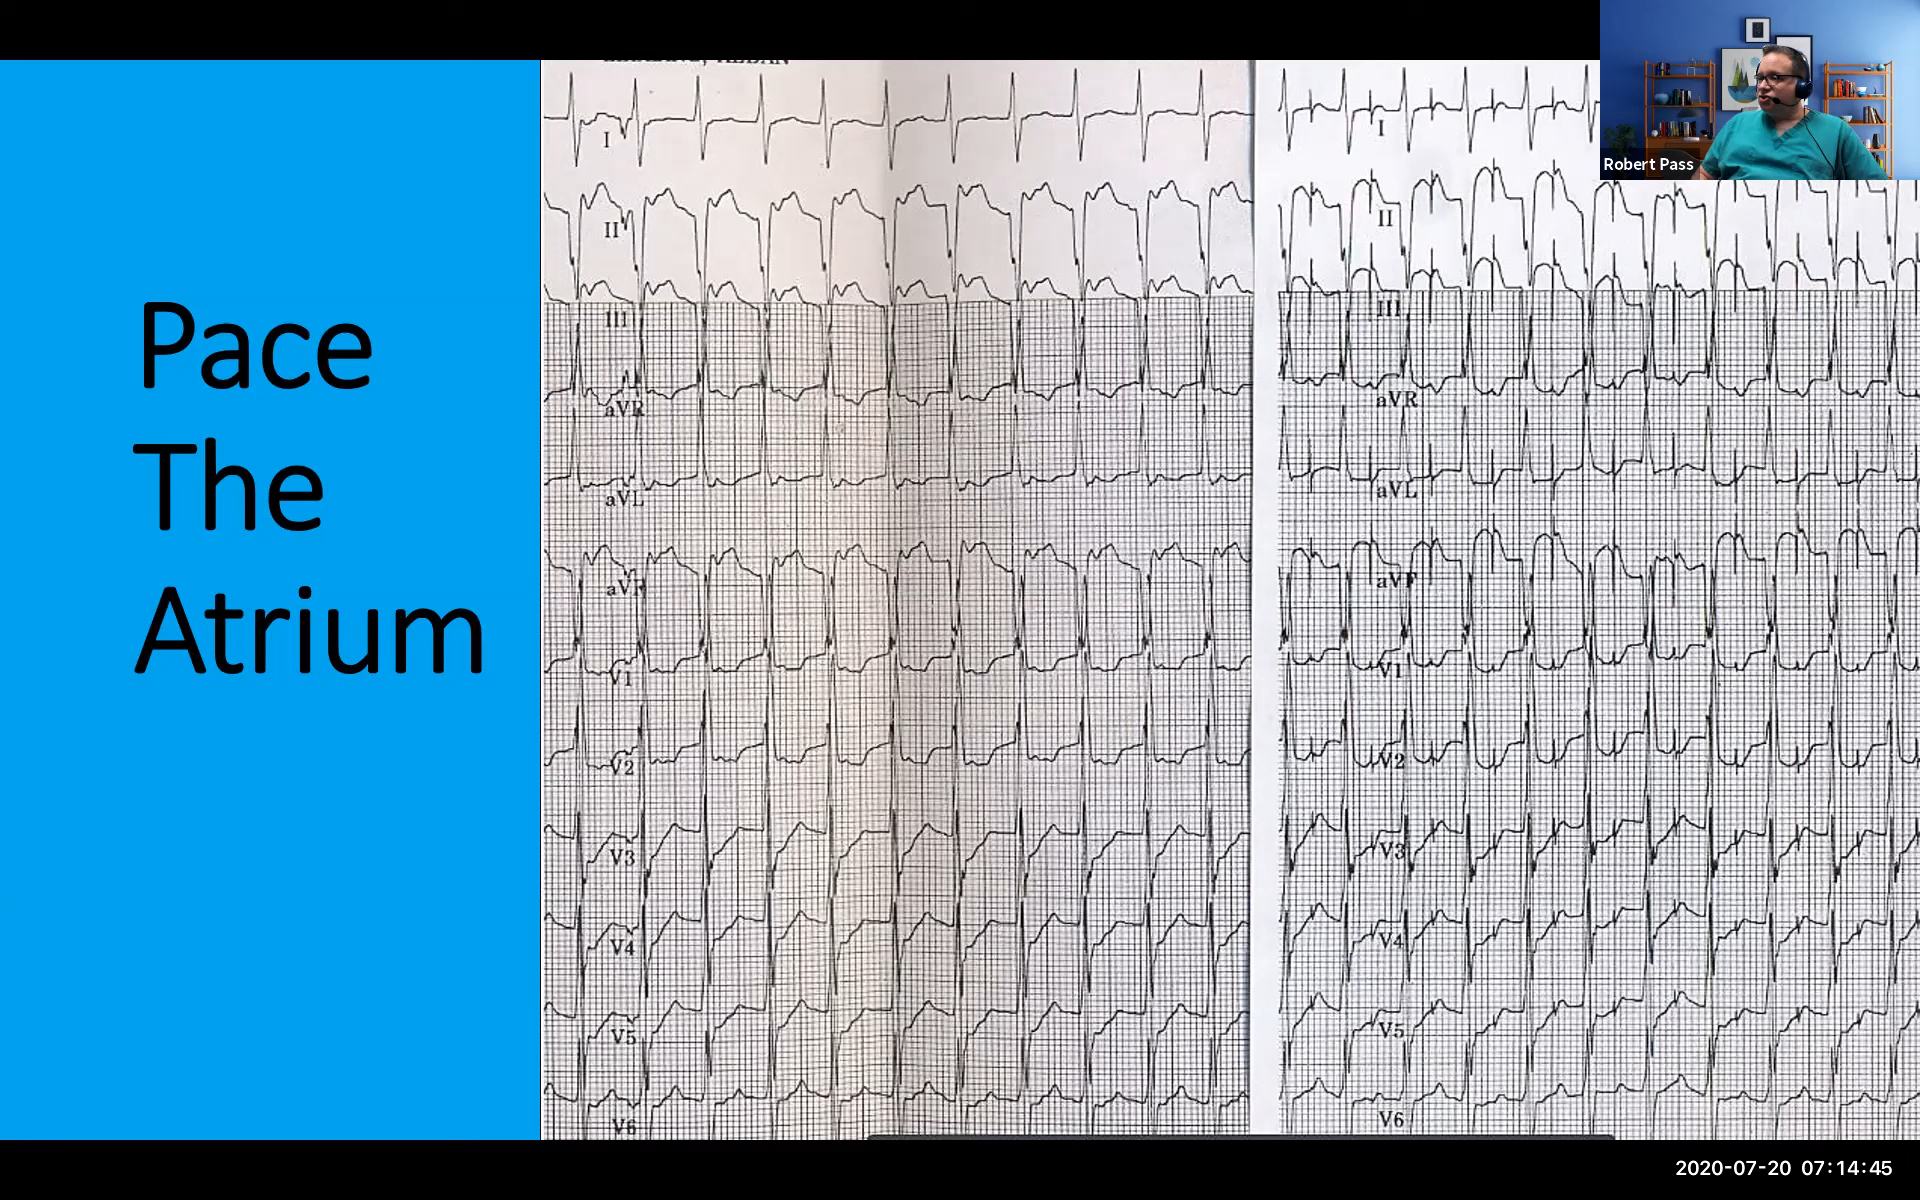 Pace
The
Atrium
I
II
III
aVR
aVL
aVF
V1
V2
V3
V4
V5
V6
I
II
III
aVR
aVL
aVF
V1
V2
V3
V4
V5
V6
Robert Pass
2020-07-20 07:14:45